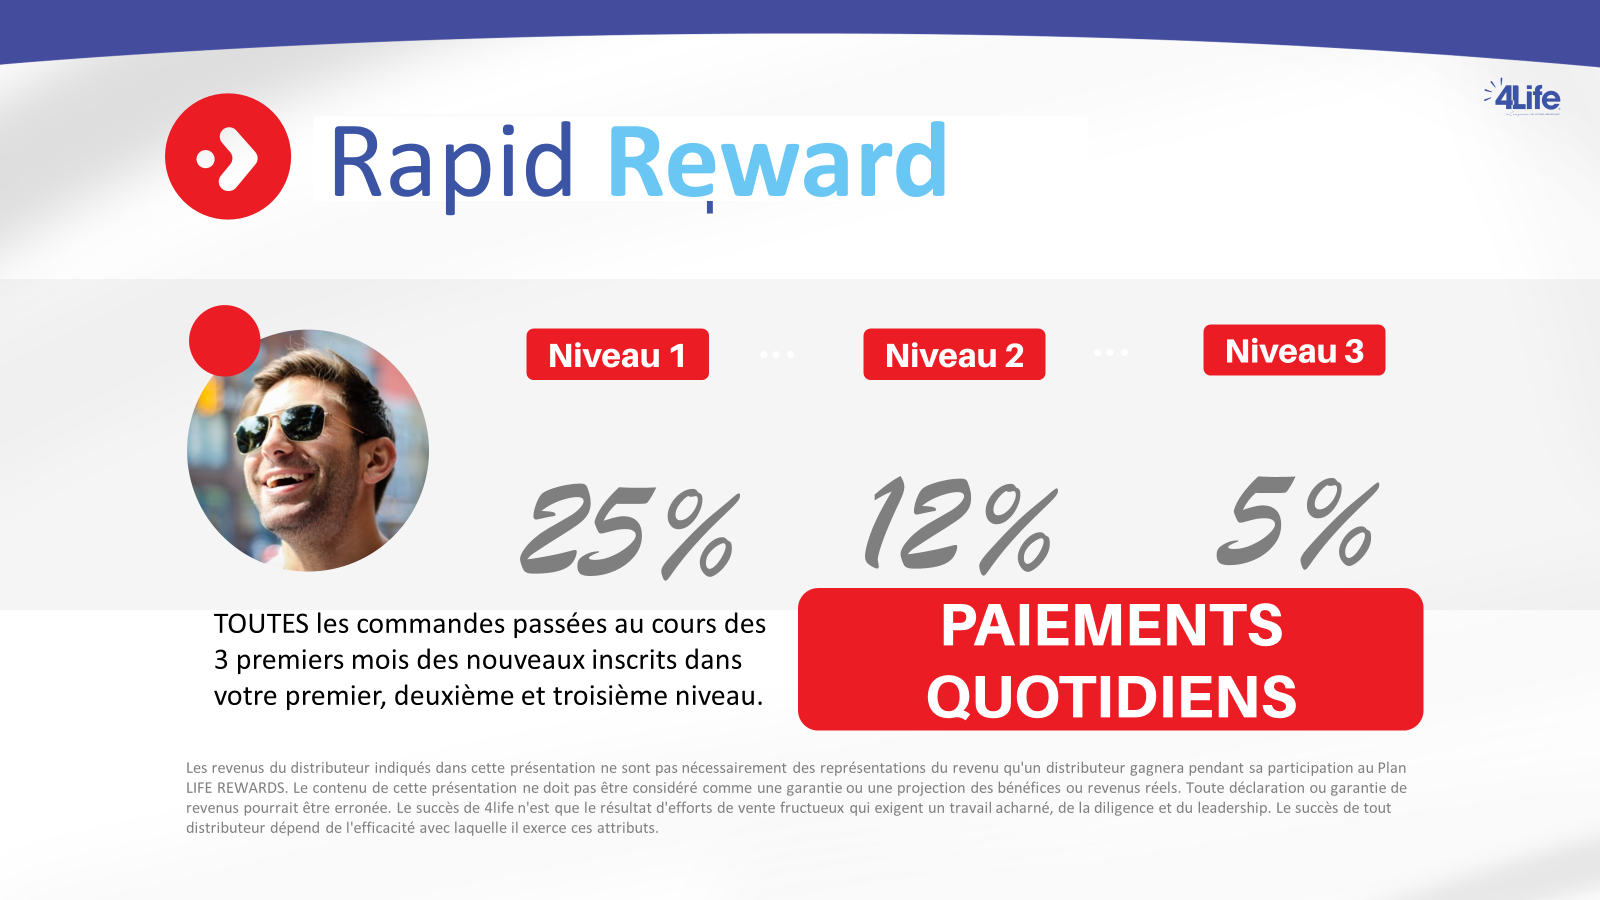 4Life
Rapid Reward
Niveau 1 ... Niveau 2 ... Niveau 3
25% 12% 5%
TOUTES les commandes passées au cours des
3 premiers mois des nouveaux inscrits dans
votre premier, deuxième et troisième niveau.
PAIEMENTS
QUOTIDIENS
Les revenus du distributeur indiqués dans cette présentation ne sont pas nécessairement des représentations du revenu qu'un distributeur gagnera pendant sa participation au Plan
LIFE REWARDS. Le contenu de cette présentation ne doit pas être considéré comme une garantie ou une projection des bénéfices ou revenus réels. Toute déclaration ou garantie de
revenus pourrait être erronée. Le succès de 4life n'est que le résultat d'efforts de vente fructueux qui exigent un travail acharné, de la diligence et du leadership. Le succès de tout
distributeur dépend de l'efficacité avec laquelle il exerce ces attributs.